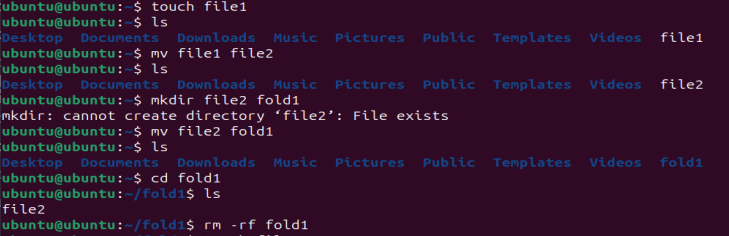 ubuntu@ubuntu:~$ touch file1
ubuntu@ubuntu:~$ ls
Desktop Documents Downloads Music Pictures Public Templates Videos file1
ubuntu@ubuntu:~$ mv file1 file2
ubuntu@ubuntu:~$ ls
Desktop Documents Downloads Music Pictures Public Templates Videos file2
ubuntu@ubuntu:~$ mkdir file2 fold1
mkdir: cannot create directory ‘file2’: File exists
ubuntu@ubuntu:~$ mv file2 fold1
ubuntu@ubuntu:~$ ls
Desktop Documents Downloads Music Pictures Public Templates Videos fold1
ubuntu@ubuntu:~$ cd fold1
ubuntu@ubuntu:~/fold1$ ls
file2
ubuntu@ubuntu:~/fold1$ rm -rf fold1